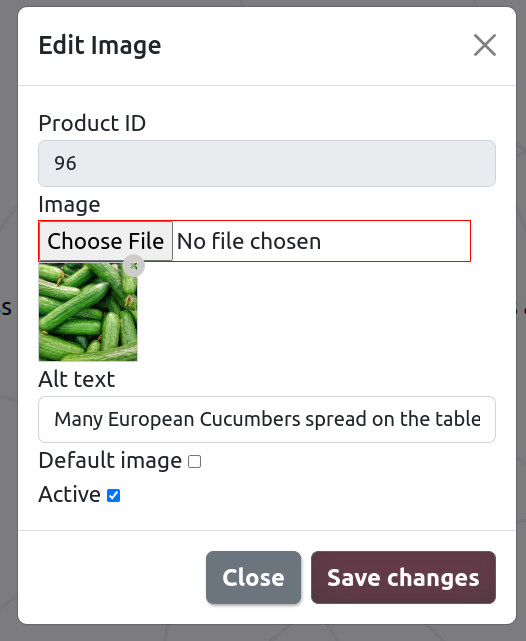 Edit Image
Product ID
96
Image
Choose File No file chosen
Alt text
Many European Cucumbers spread on the table
Default image
Active
Close Save changes